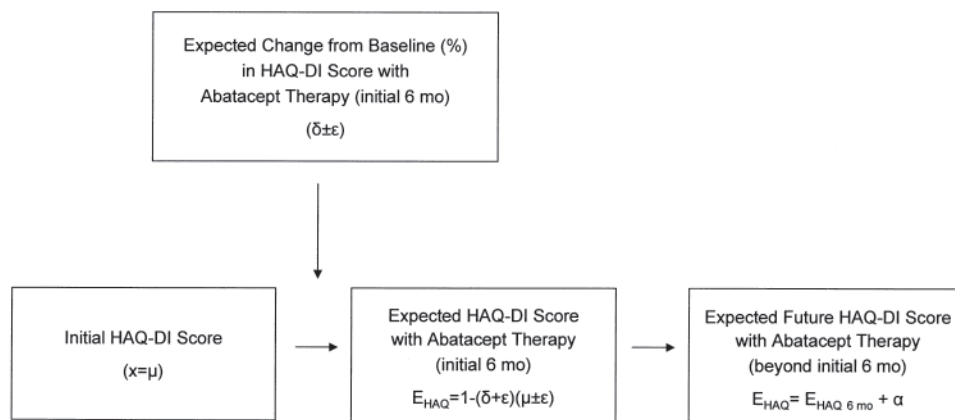 Expected Change from Baseline (%)
in HAQ-DI Score with
Abatacept Therapy (initial 6 mo)
(δ±ε)
Initial HAQ-DI Score
(x=μ)
Expected HAQ-DI Score
with Abatacept Therapy
(initial 6 mo)
E_HAQ=1-(δ+ε)(μ±ε)
Expected Future HAQ-DI Score
with Abatacept Therapy
(beyond initial 6 mo)
E_HAQ= E_HAQ 6 mo + α